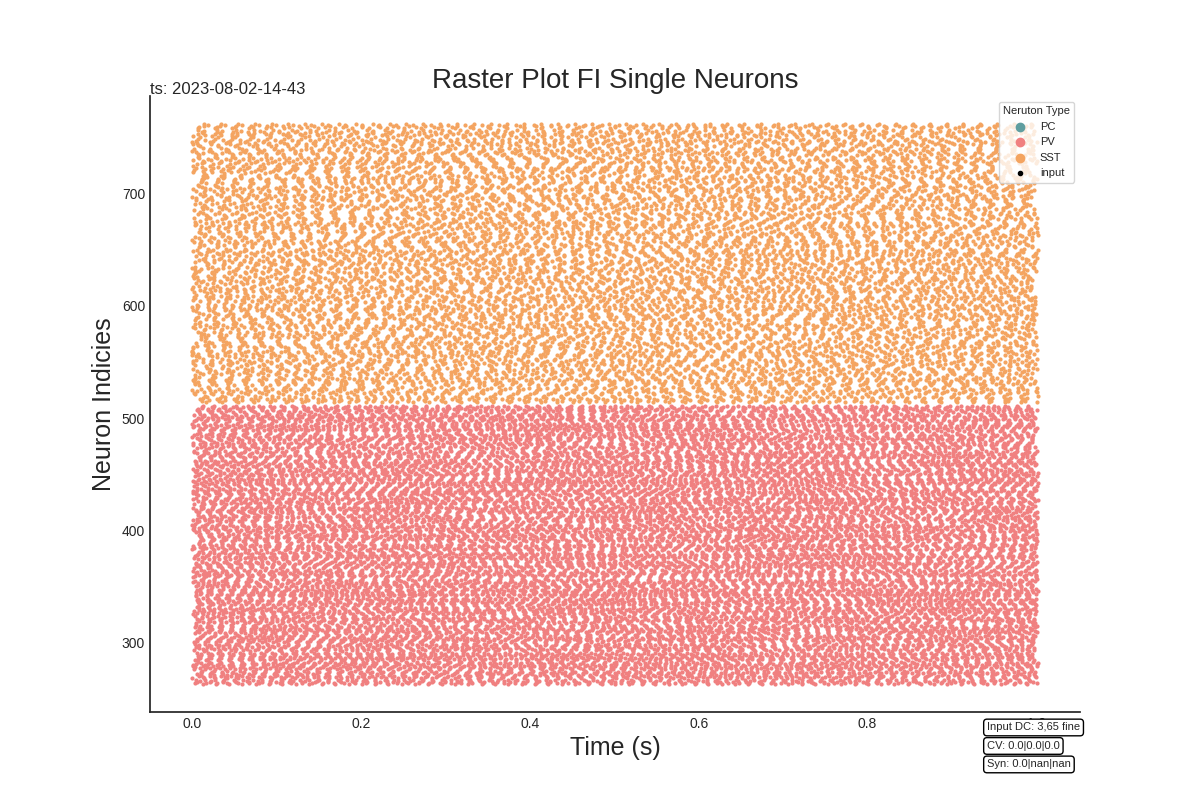 Raster Plot FI Single Neurons
ts: 2023-08-02-14-43
Neruton Type
PC
PV
SST
input
Neuron Indicies
700
600
500
400
300
0.0
0.2
0.4
0.6
0.8
Time (s)
Input DC: 3,65 fine
CV: 0.0|0.0|0.0
Syn: 0.0|nan|nan